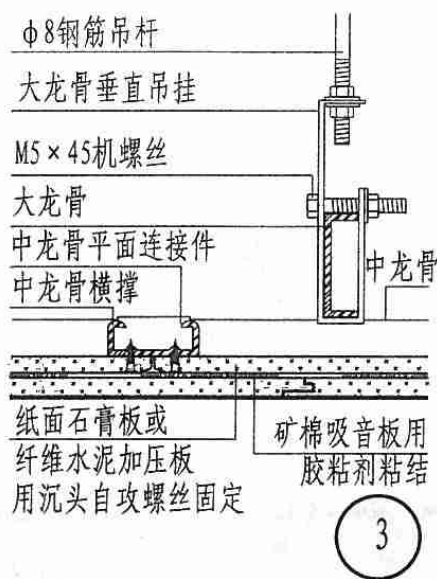 ф8钢筋吊杆
大龙骨垂直吊挂
M5×45机螺丝
大龙骨
中龙骨平面连接件
中龙骨横撑
中龙骨
纸面石膏板或
纤维水泥加压板
用沉头自攻螺丝固定
矿棉吸音板用
胶粘剂粘结
3